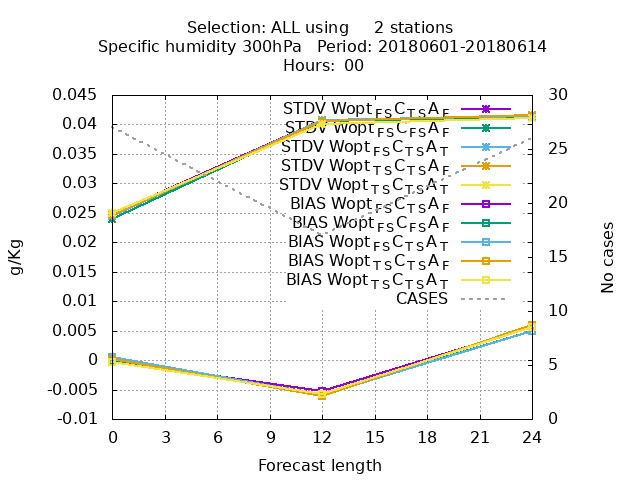 Selection: ALL using     2 stations
Specific humidity 300hPa   Period: 20180601-20180614
Hours:  00
0.045
0.04
0.035
0.03
0.025
0.02
0.015
0.01
0.005
0
-0.005
-0.01
g/Kg
STDV Wopt FS C TS A F
STDV Wopt FS C FS A F
STDV Wopt FS C TS A T
STDV Wopt TS C TS A F
STDV Wopt TS C TS A T
BIAS Wopt FS C TS A F
BIAS Wopt FS C FS A F
BIAS Wopt FS C TS A T
BIAS Wopt TS C TS A F
BIAS Wopt TS C TS A T
CASES
30
25
20
15
10
5
0
No cases
0 3 6 9 12 15 18 21 24
Forecast length